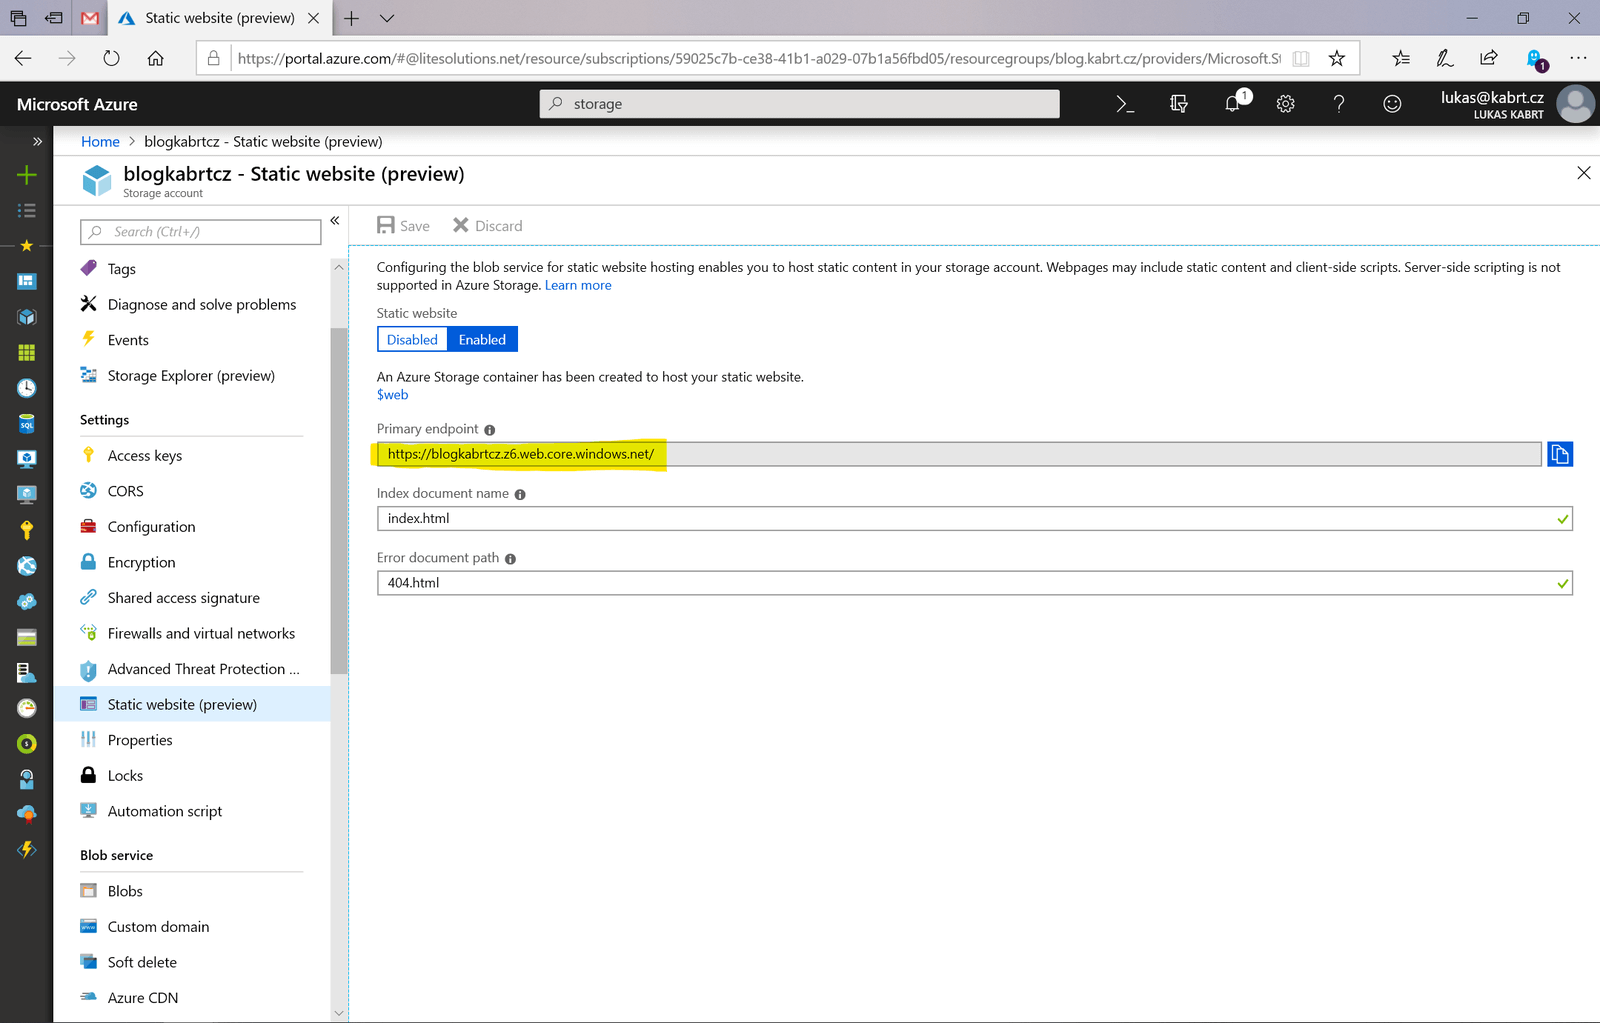 Static website (preview)
https://portal.azure.com/#@litesolutions.net/resource/subscriptions/59025c7b-ce38-41b1-a029-07b1a56fbd05/resourcegroups/blog.kabrt.cz/providers/Microsoft.St
1
Microsoft Azure
storage
1
lukas@kabrt.cz
LUKAS KABRT
Home > blogkabrtcz - Static website (preview)
blogkabrtcz - Static website (preview)
Storage account
Search (Ctrl+/)
Tags
Diagnose and solve problems
Events
Storage Explorer (preview)
Settings
Access keys
CORS
Configuration
Encryption
Shared access signature
Firewalls and virtual networks
Advanced Threat Protection ...
Static website (preview)
Properties
Locks
Automation script
Blob service
Blobs
Custom domain
Soft delete
Azure CDN
Save Discard
Configuring the blob service for static website hosting enables you to host static content in your storage account. Webpages may include static content and client-side scripts. Server-side scripting is not
supported in Azure Storage. Learn more
Static website
Disabled Enabled
An Azure Storage container has been created to host your static website.
$web
Primary endpoint
https://blogkabrtcz.z6.web.core.windows.net/
Index document name
index.html
Error document path
404.html